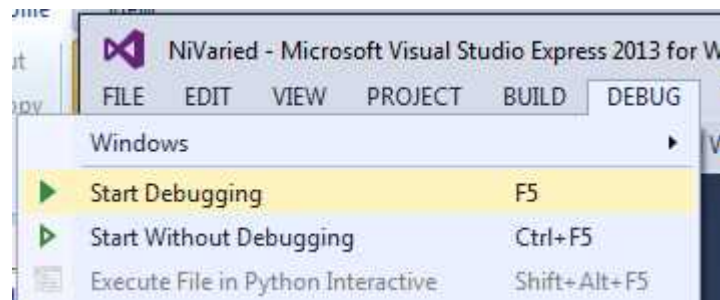 NiVaried - Microsoft Visual Studio Express 2013 for W
FILE EDIT VIEW PROJECT BUILD DEBUG
Windows
Start Debugging F5
Start Without Debugging Ctrl+F5
Execute File in Python Interactive Shift+Alt+F5